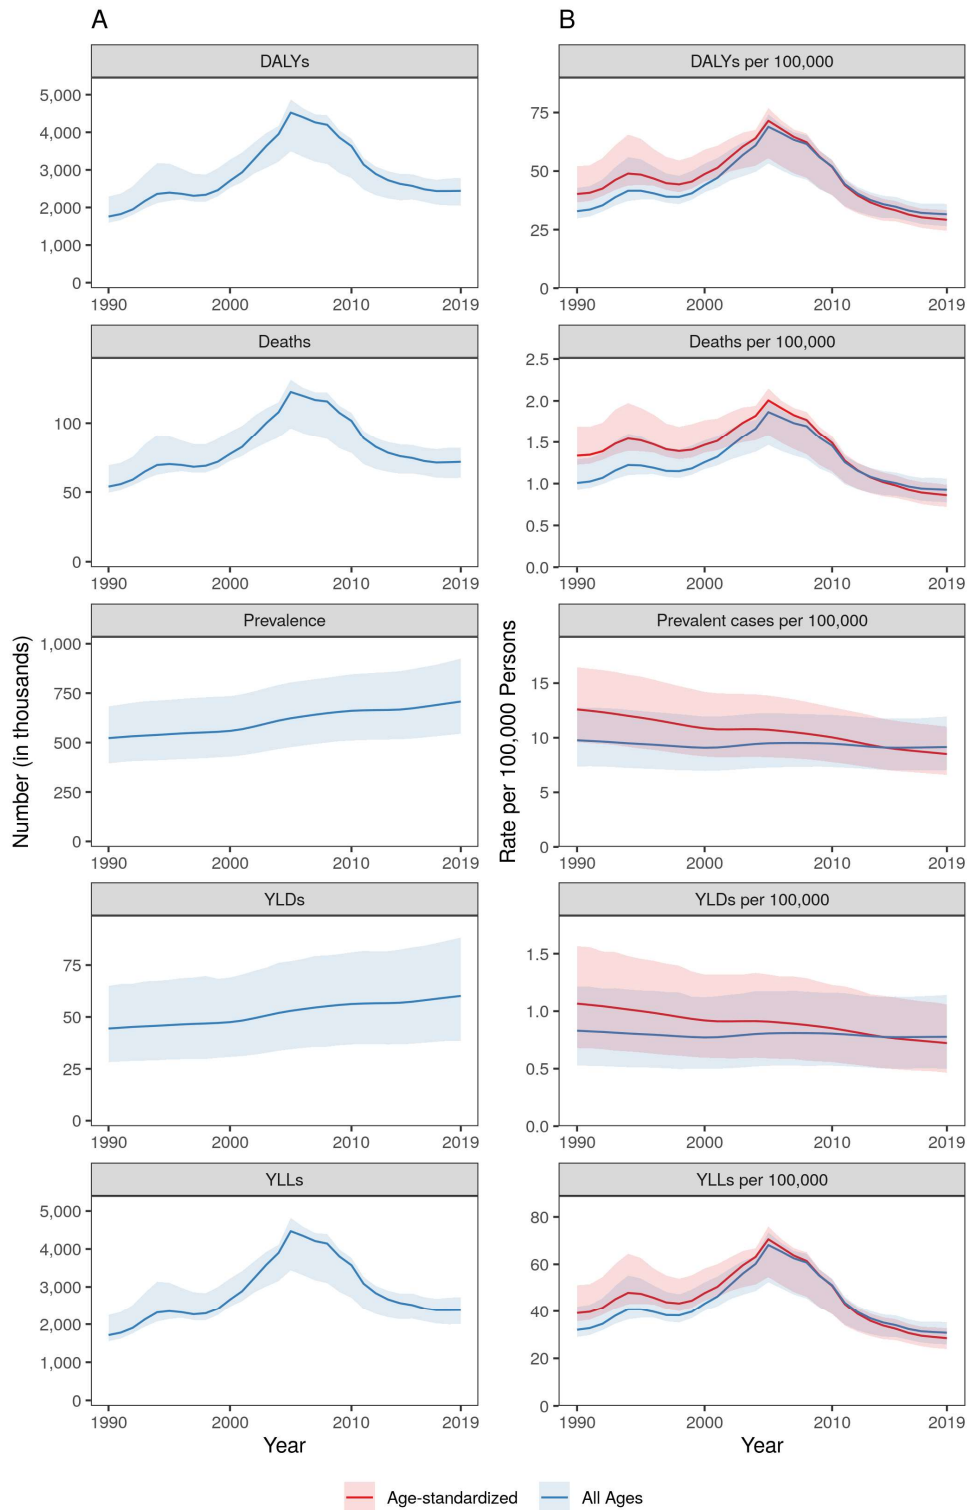 A
DALYs
5,000
4,000
3,000
2,000
1,000
0
1990 2000 2010 2019
Deaths
100
50
0
1990 2000 2010 2019
Prevalence
1,000
750
500
250
0
1990 2000 2010 2019
YLDs
75
50
25
0
1990 2000 2010 2019
YLLs
5,000
4,000
3,000
2,000
1,000
0
1990 2000 2010 2019
Year
Number (in thousands)
B
DALYs per 100,000
75
50
25
0
1990 2000 2010 2019
Deaths per 100,000
2.5
2.0
1.5
1.0
0.5
0.0
1990 2000 2010 2019
Prevalent cases per 100,000
15
10
5
0
1990 2000 2010 2019
YLDs per 100,000
1.5
1.0
0.5
0.0
1990 2000 2010 2019
YLLs per 100,000
80
60
40
20
0
1990 2000 2010 2019
Year
Rate per 100,000 Persons
Age-standardized All Ages